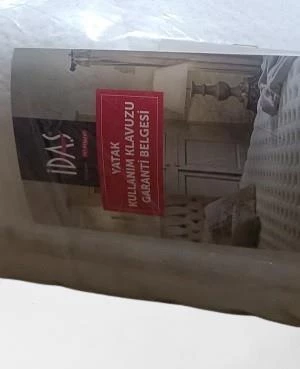 İDAŞ
YATAK
KULLANIM KLAVUZU
GARANTİ BELGESİ